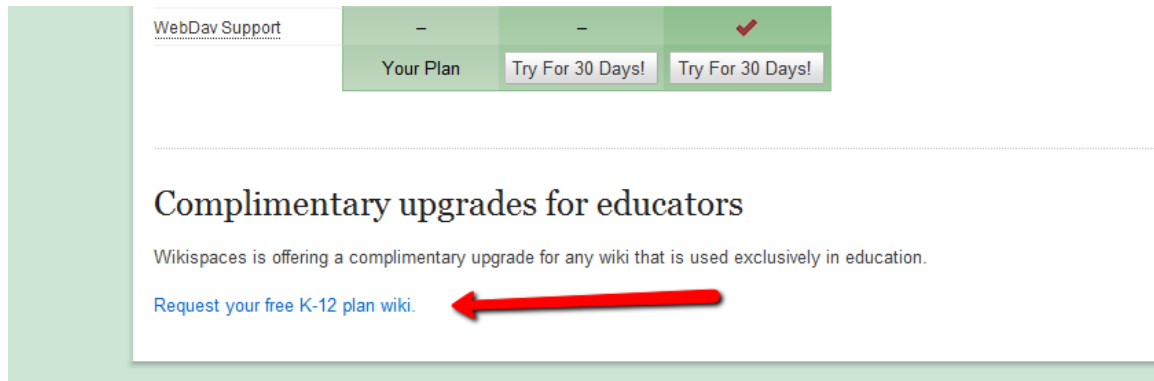 WebDav Support – –
Your Plan Try For 30 Days! Try For 30 Days!
Complimentary upgrades for educators
Wikispaces is offering a complimentary upgrade for any wiki that is used exclusively in education.
Request your free K-12 plan wiki.